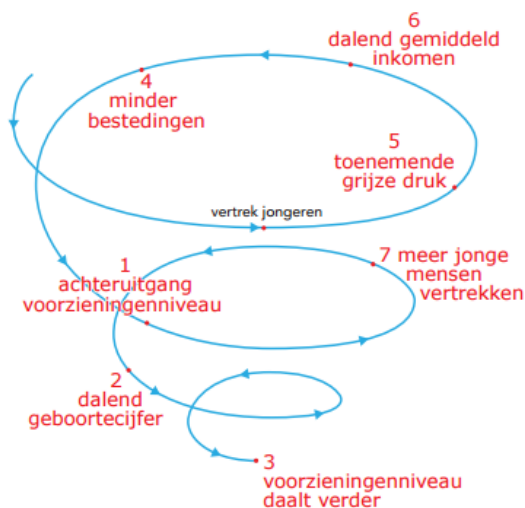 6
dalend gemiddeld
inkomen
4
minder
bestedingen
5
toenemende
grijze druk
vertrek jongeren
1
achteruitgang
voorzieningenniveau
7 meer jonge
mensen
vertrekken
2
dalend
geboortecijfer
3
voorzieningenniveau
daalt verder